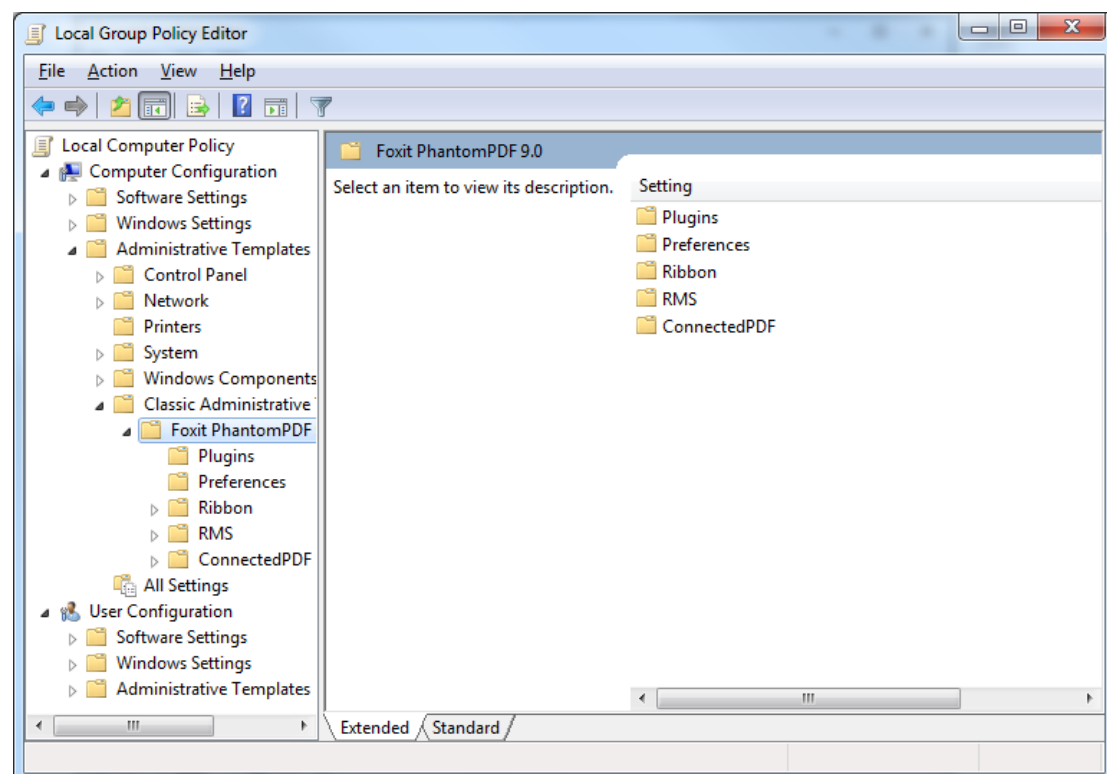 Local Group Policy Editor
File Action View Help
Local Computer Policy
Computer Configuration
Software Settings
Windows Settings
Administrative Templates
Control Panel
Network
Printers
System
Windows Components
Classic Administrative
Foxit PhantomPDF
Plugins
Preferences
Ribbon
RMS
ConnectedPDF
All Settings
User Configuration
Software Settings
Windows Settings
Administrative Templates
Foxit PhantomPDF 9.0
Select an item to view its description.
Setting
Plugins
Preferences
Ribbon
RMS
ConnectedPDF
Extended Standard